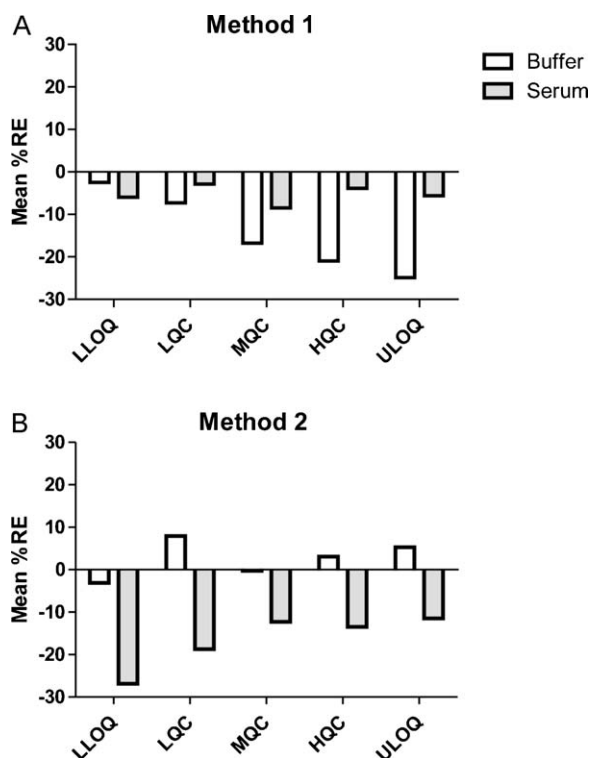 A
Method 1
Buffer
Serum
Mean %RE
30
20
10
0
-10
-20
-30
LLOQ
LQC
MQC
HQC
ULOQ
B
Method 2
Mean %RE
30
20
10
0
-10
-20
-30
LLOQ
LQC
MQC
HQC
ULOQ